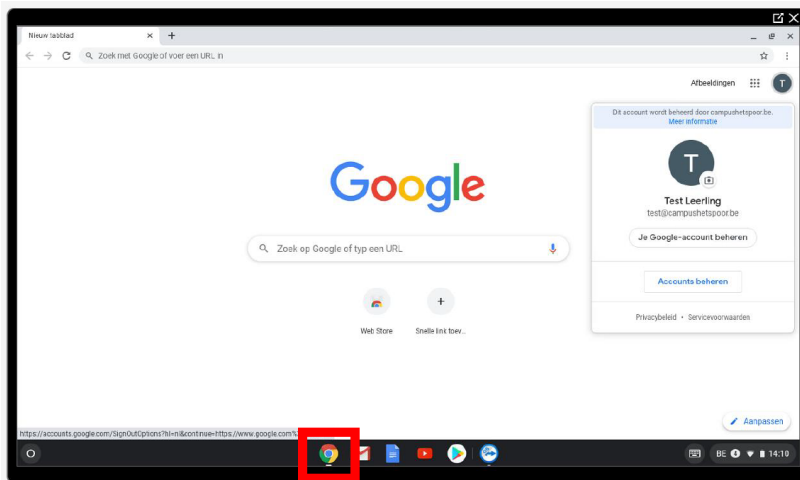 Nieuw tabblad
Zoek met Google of voer een URL in
Afbeeldingen
T
Dit account wordt beheerd door campushetspoor.be.
Meer informatie
T
Test Leerling
test@campushetspoor.be
Je Google-account beheren
Accounts beheren
Privacybeleid • Servicevoorwaarden
Google
Zoek op Google of typ een URL
Web Store
Snelle link toev...
Aanpassen
https://accounts.google.com/SignOutOptions?hl=nl&continue=https://www.google.com%
BE
14:10